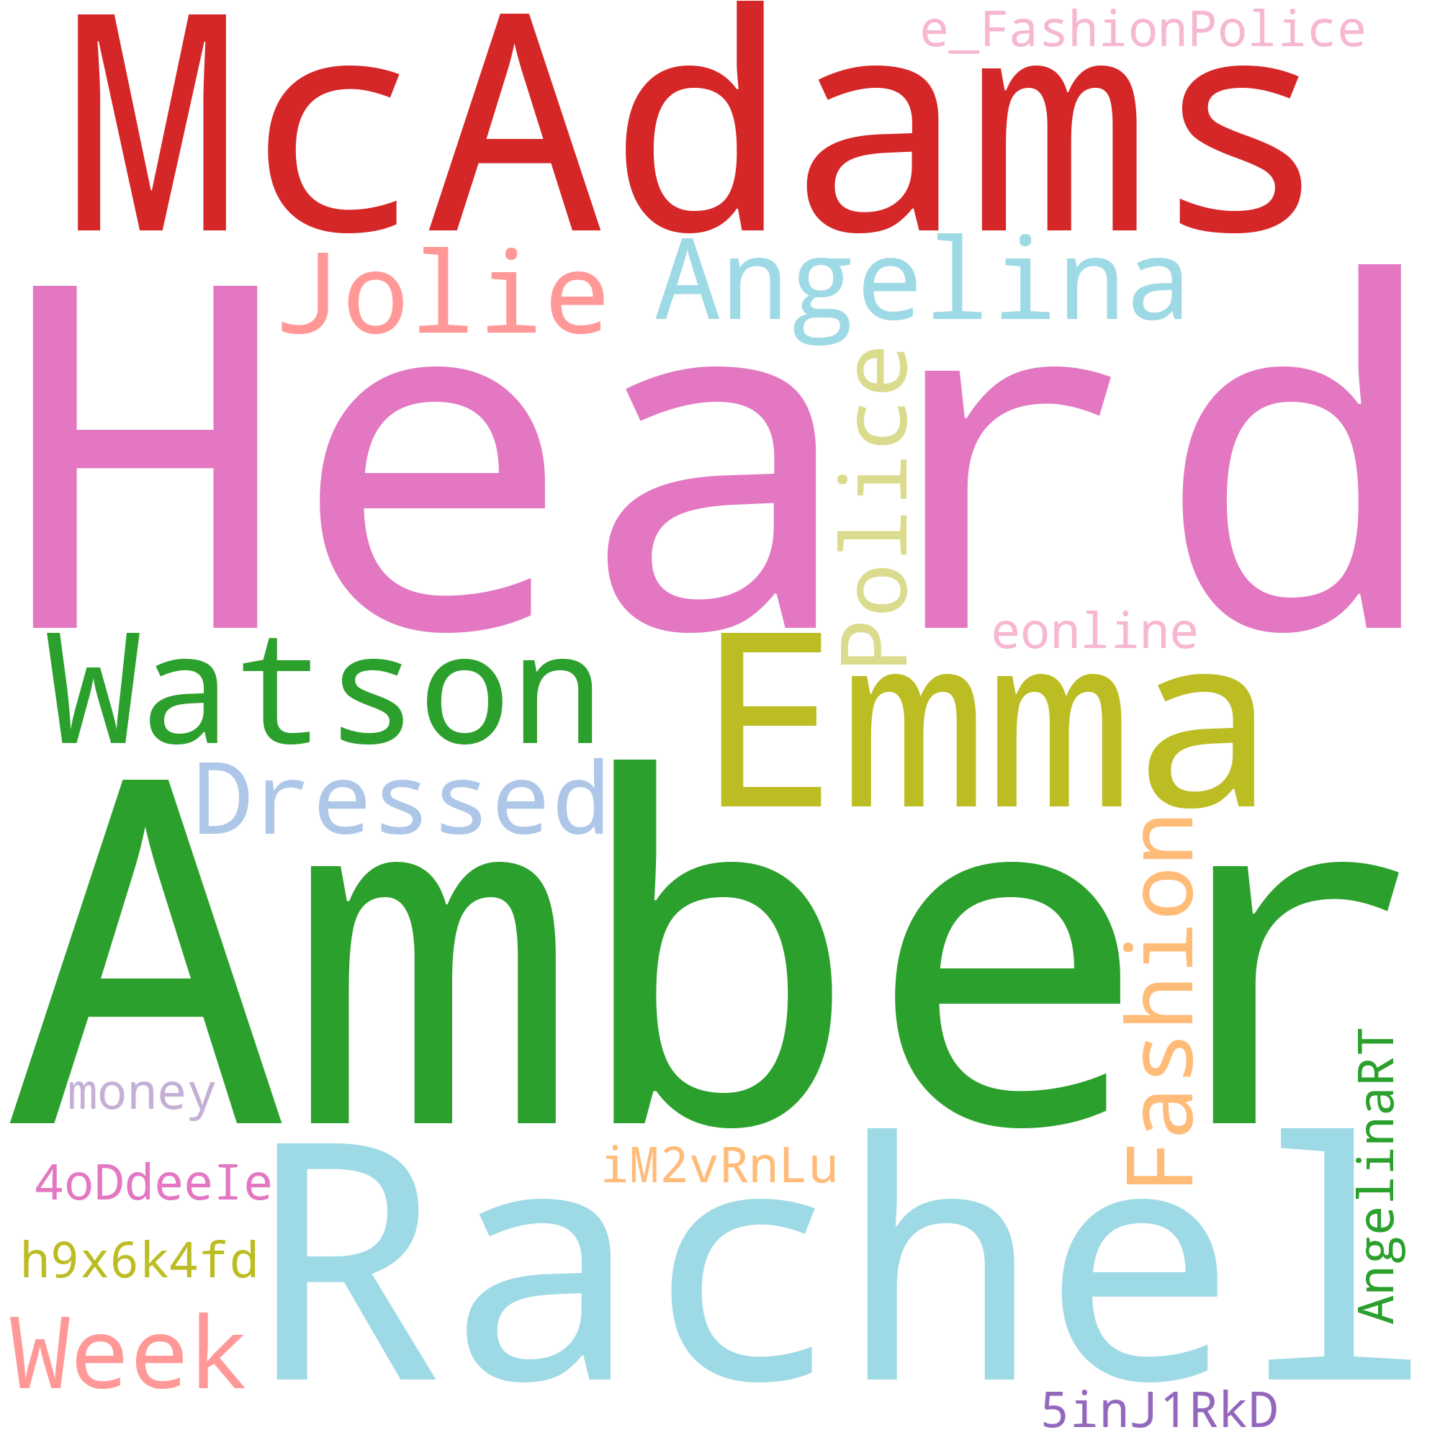 e_FashionPolice
McAdams
Jolie
Angelina
Heard
Police
eonline
Watson
Emma
Dressed
Amber
Fashion
money
AngelinaRT
4oDdeeIe
iM2vRnLu
Rachel
h9x6k4fd
Week
5inJ1RkD